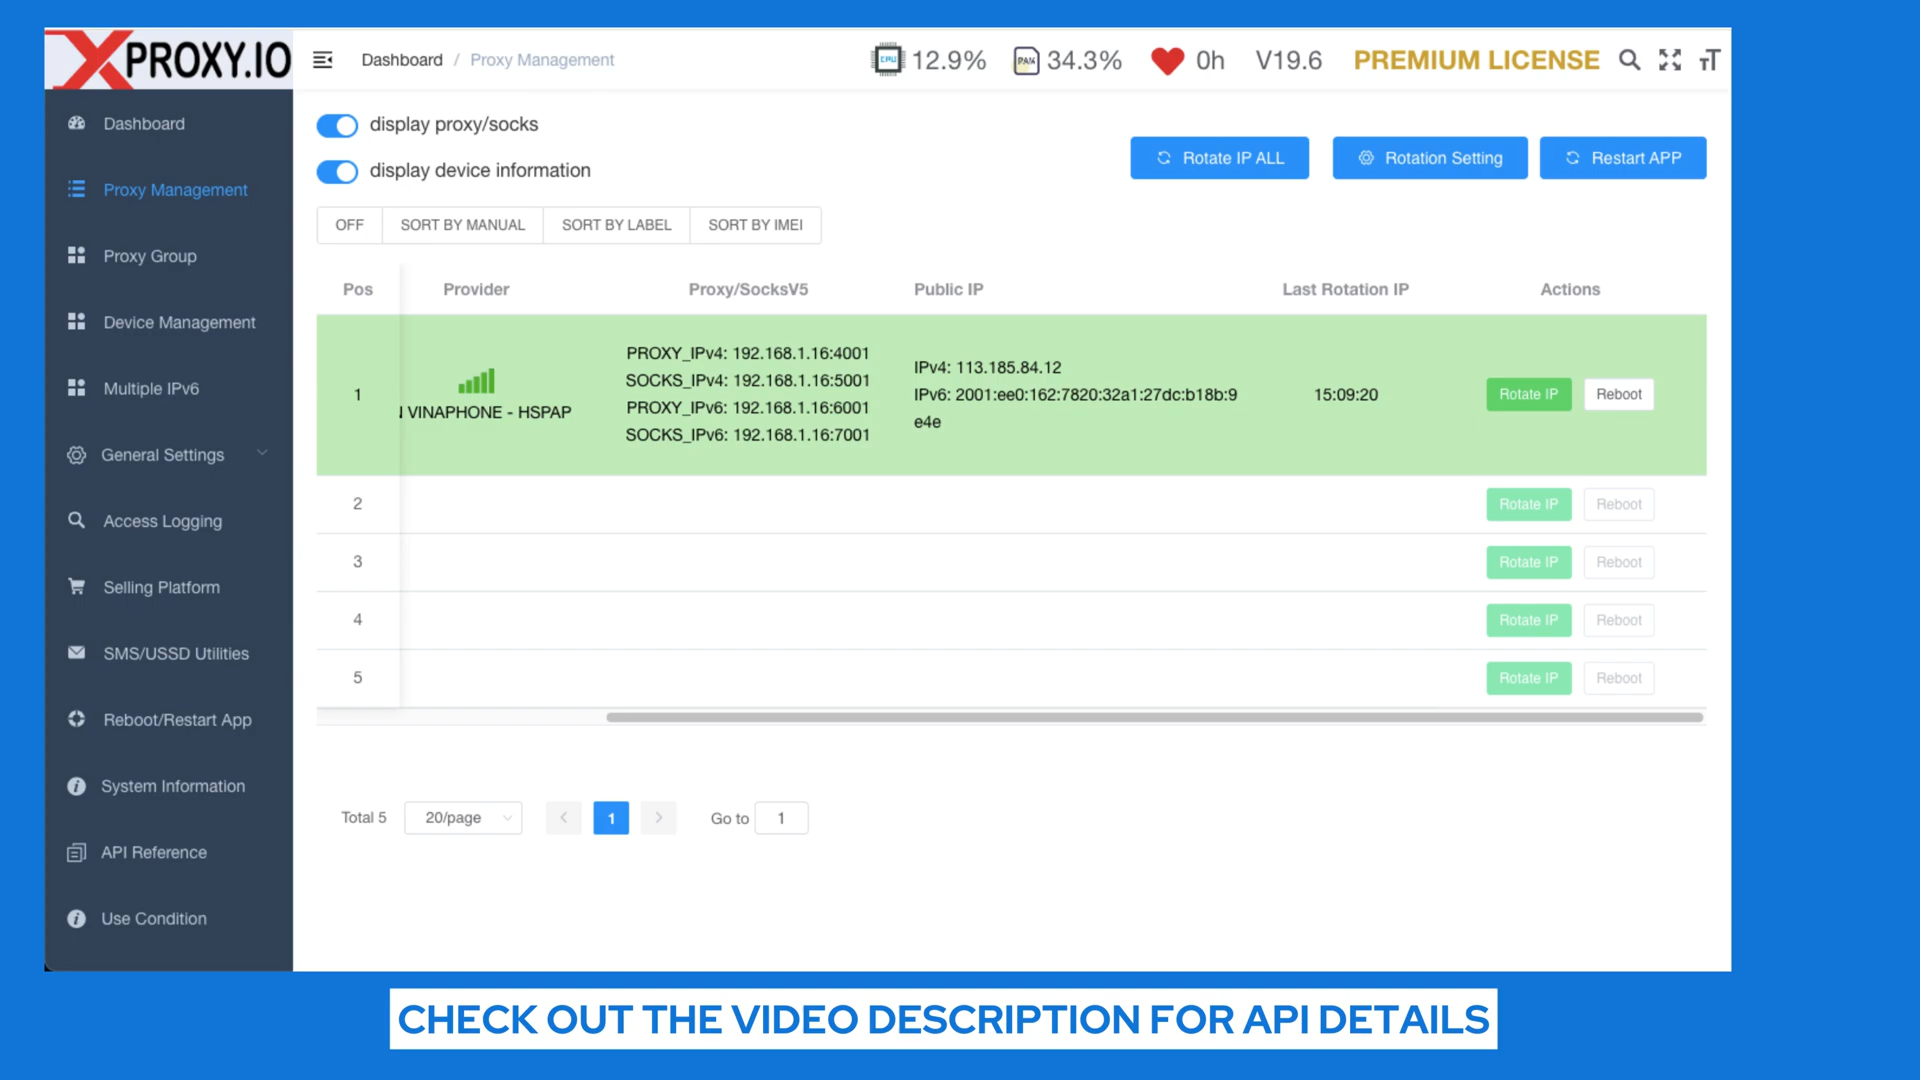 XPROXY.IO
Dashboard / Proxy Management
CPU 12.9%
RAM 34.3%
0h
V19.6
PREMIUM LICENSE
Dashboard
Proxy Management
Proxy Group
Device Management
Multiple IPv6
General Settings
Access Logging
Selling Platform
SMS/USSD Utilities
Reboot/Restart App
System Information
API Reference
Use Condition
display proxy/socks
display device information
Rotate IP ALL
Rotation Setting
Restart APP
OFF
SORT BY MANUAL
SORT BY LABEL
SORT BY IMEI
Pos Provider Proxy/SocksV5 Public IP Last Rotation IP Actions
1
VINAPHONE - HSPAP
PROXY_IPv4: 192.168.1.16:4001
SOCKS_IPv4: 192.168.1.16:5001
PROXY_IPv6: 192.168.1.16:6001
SOCKS_IPv6: 192.168.1.16:7001
IPv4: 113.185.84.12
IPv6: 2001:ee0:162:7820:32a1:27dc:b18b:9
e4e
15:09:20
Rotate IP Reboot
2 Rotate IP Reboot
3 Rotate IP Reboot
4 Rotate IP Reboot
5 Rotate IP Reboot
Total 5 20/page 1 Go to 1
CHECK OUT THE VIDEO DESCRIPTION FOR API DETAILS